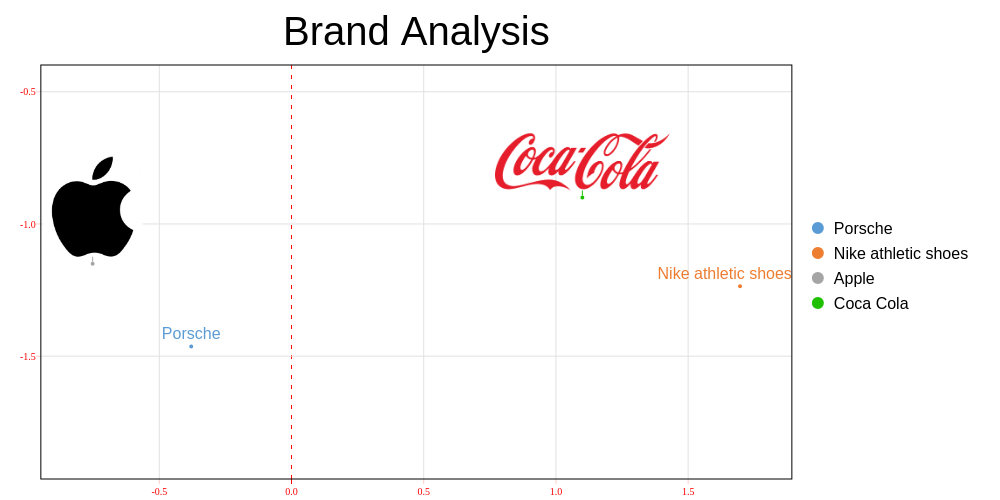 Brand Analysis
-0.5
-1.0
-1.5
Coca-Cola
Nike athletic shoes
Porsche
-0.5
0.0
0.5
1.0
1.5
Porsche
Nike athletic shoes
Apple
Coca Cola